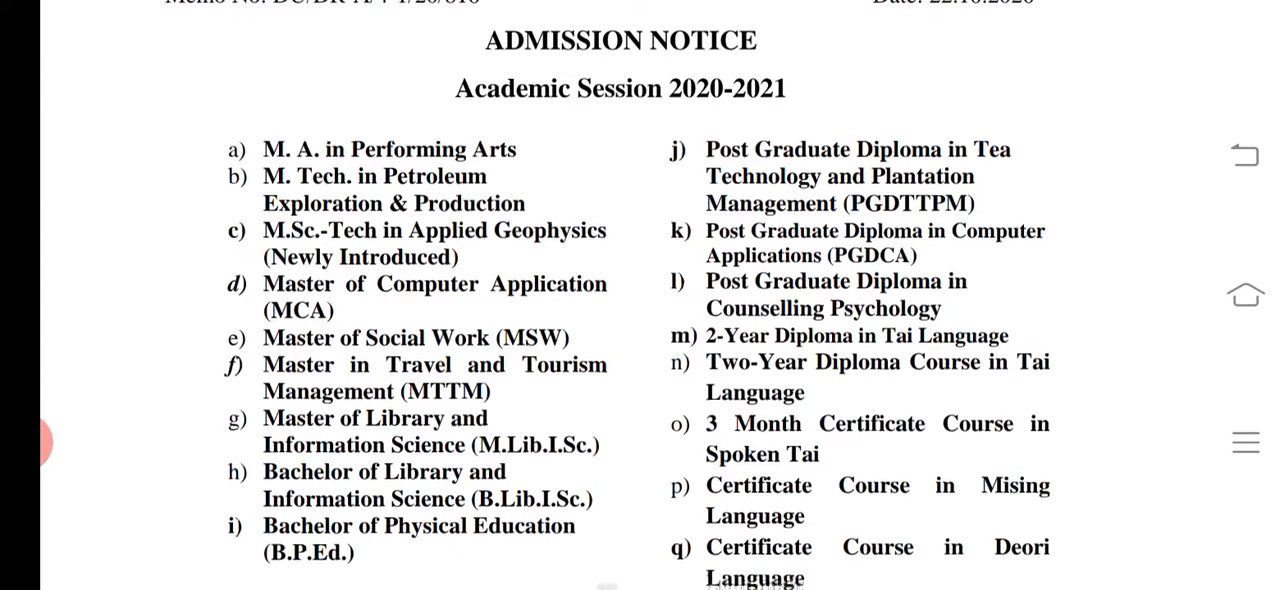 ADMISSION NOTICE
Academic Session 2020-2021
a) M. A. in Performing Arts
b) M. Tech. in Petroleum
Exploration & Production
c) M.Sc.-Tech in Applied Geophysics
(Newly Introduced)
d) Master of Computer Application
(MCA)
e) Master of Social Work (MSW)
f) Master in Travel and Tourism
Management (MTTM)
g) Master of Library and
Information Science (M.Lib.I.Sc.)
h) Bachelor of Library and
Information Science (B.Lib.I.Sc.)
i) Bachelor of Physical Education
(B.P.Ed.)
j) Post Graduate Diploma in Tea
Technology and Plantation
Management (PGDTTPM)
k) Post Graduate Diploma in Computer
Applications (PGDCA)
l) Post Graduate Diploma in
Counselling Psychology
m) 2-Year Diploma in Tai Language
n) Two-Year Diploma Course in Tai
Language
o) 3 Month Certificate Course in
Spoken Tai
p) Certificate Course in Mising
Language
q) Certificate Course in Deori
Language